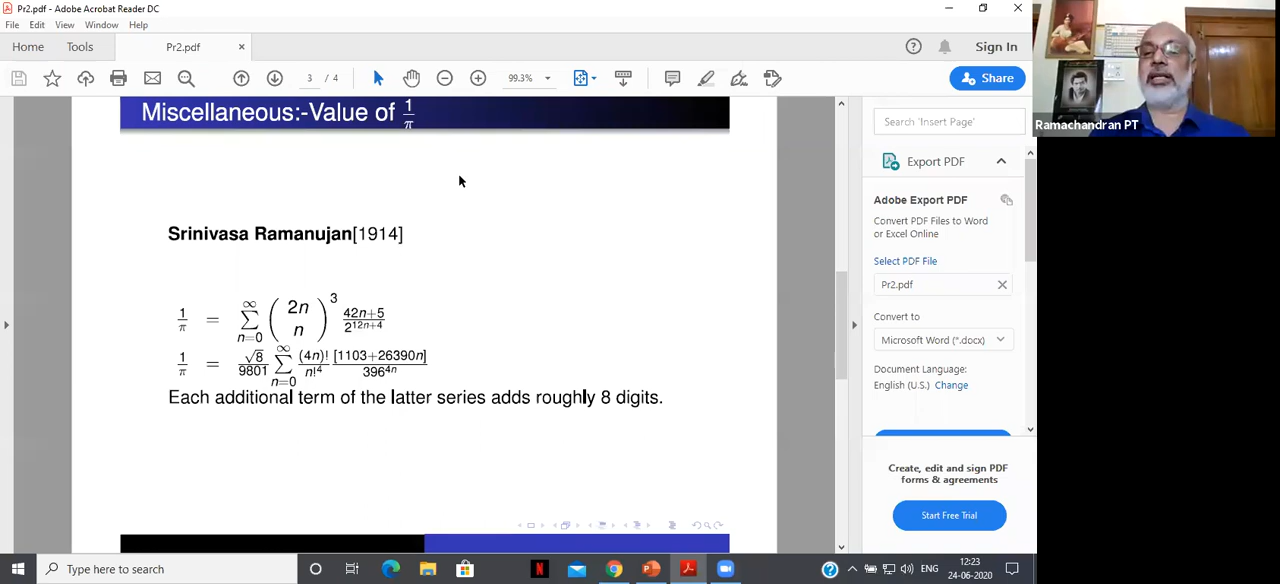 Pr2.pdf - Adobe Acrobat Reader DC
File Edit View Window Help
Home Tools Pr2.pdf × Sign In
3 / 4 99.3% Share
Miscellaneous:-Value of 1/π
Srinivasa Ramanujan[1914]
1/π = ∞ ∑ n=0 ( 2n n ) 3 42n+5 / 2^{12n+4}
1/π = √8 / 9801 ∞ ∑ n=0 (4n)! / n!^4 [1103+26390n] / 396^{4n}
Each additional term of the latter series adds roughly 8 digits.
Search 'Insert Page'
Export PDF
Adobe Export PDF
Convert PDF Files to Word
or Excel Online
Select PDF File
Pr2.pdf
Convert to
Microsoft Word (*.docx)
Document Language:
English (U.S.) Change
Create, edit and sign PDF
forms & agreements
Start Free Trial
Ramachandran PT
Type here to search
ENG
12:23
24-06-2020